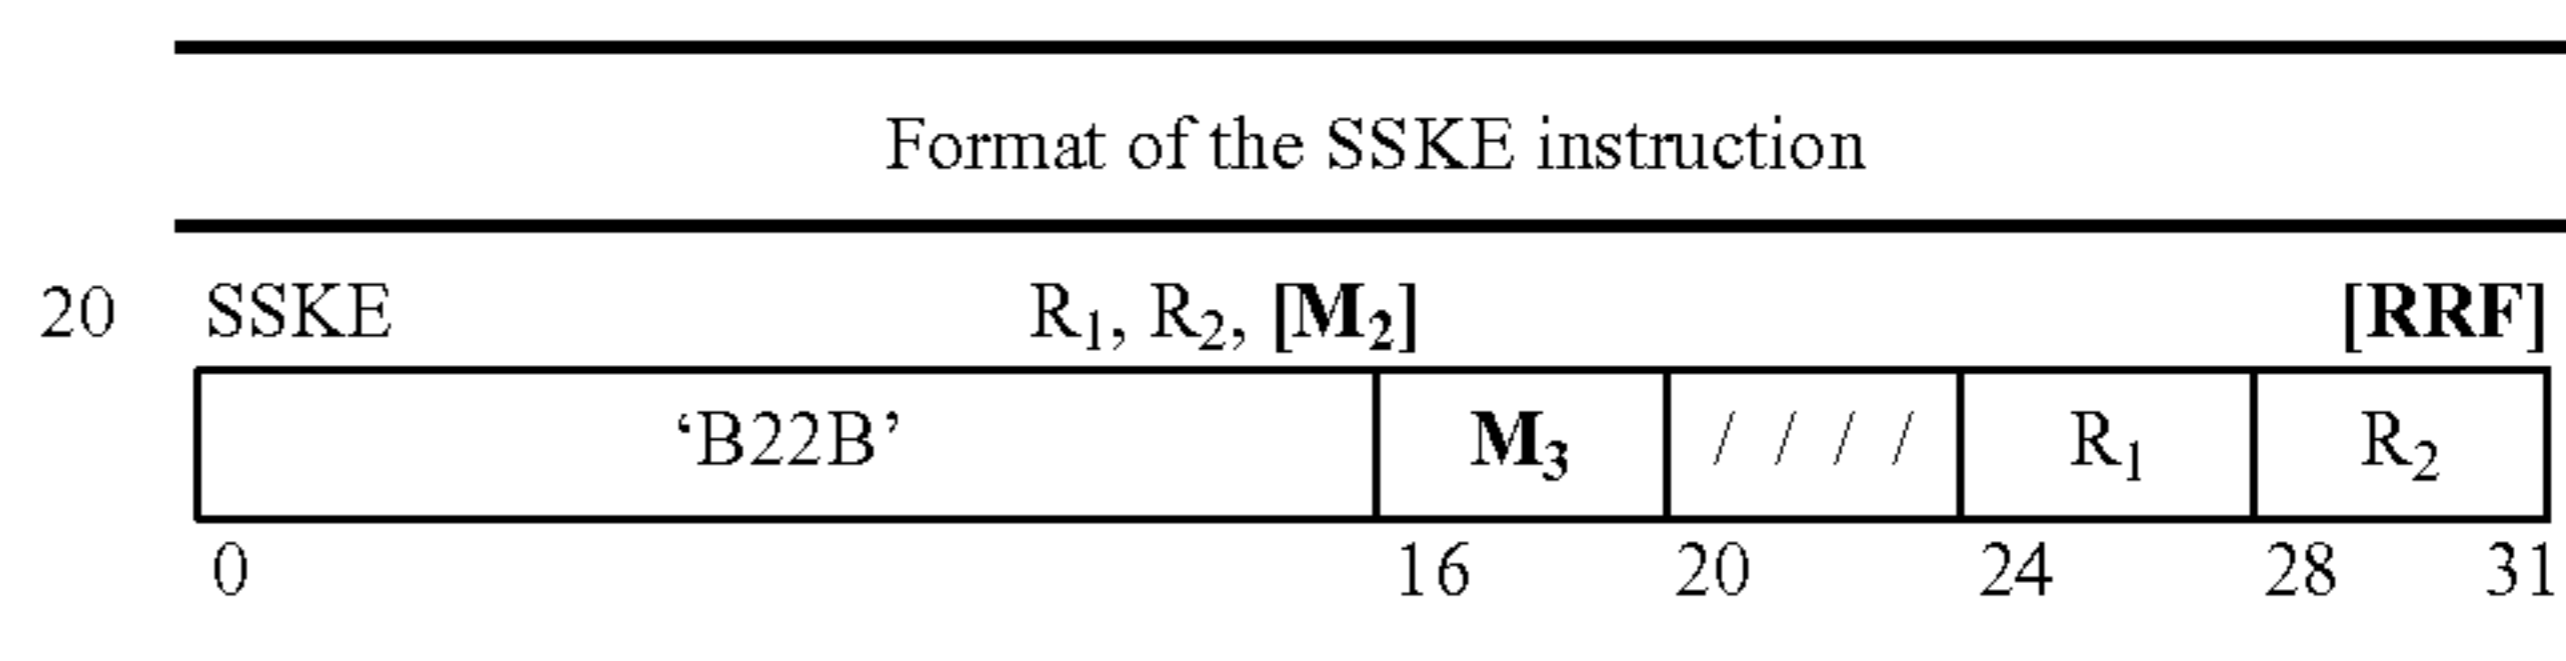 Format of the SSKE instruction
20 SSKE R₁, R₂, [M₂] [RRF]
‘B22B’ M₃ / / / / R₁ R₂
0 16 20 24 28 31